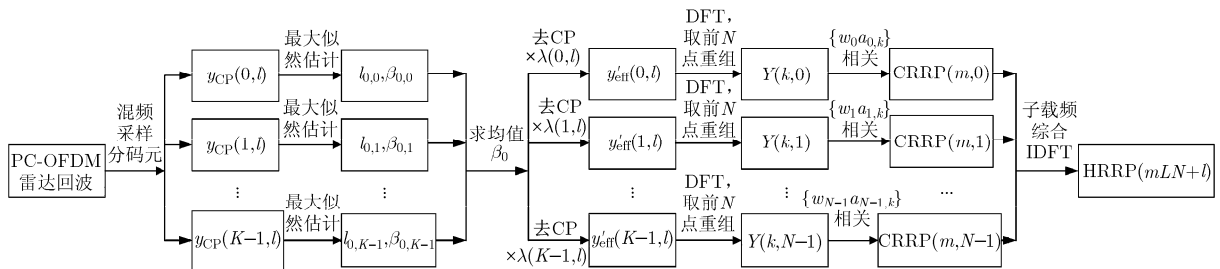 PC-OFDM
雷达回波
混频
采样
分码元
y_CP(0,l)
最大似
然估计
l_{0,0},β_{0,0}
y_CP(1,l)
最大似
然估计
l_{0,1},β_{0,1}
⋮
⋮
最大似
然估计
y_CP(K−1,l)
l_{0,K−1},β_{0,K−1}
求均值
β_0
去CP
×λ(0,l)
y′_eff(0,l)
DFT，
取前N
点重组
Y(k,0)
{w_0a_{0,k}}
相关
CRRP(m,0)
去CP
×λ(1,l)
y′_eff(1,l)
DFT，
取前N
点重组
Y(k,1)
{w_1a_{1,k}}
相关
CRRP(m,1)
⋮
⋮
...
去CP
×λ(K−1,l)
y′_eff(K−1,l)
DFT，
取前N
点重组
Y(k,N−1)
{w_{N−1}a_{N−1,k}}
相关
CRRP(m,N−1)
子载频
综合
IDFT
HRRP(mLN+l)